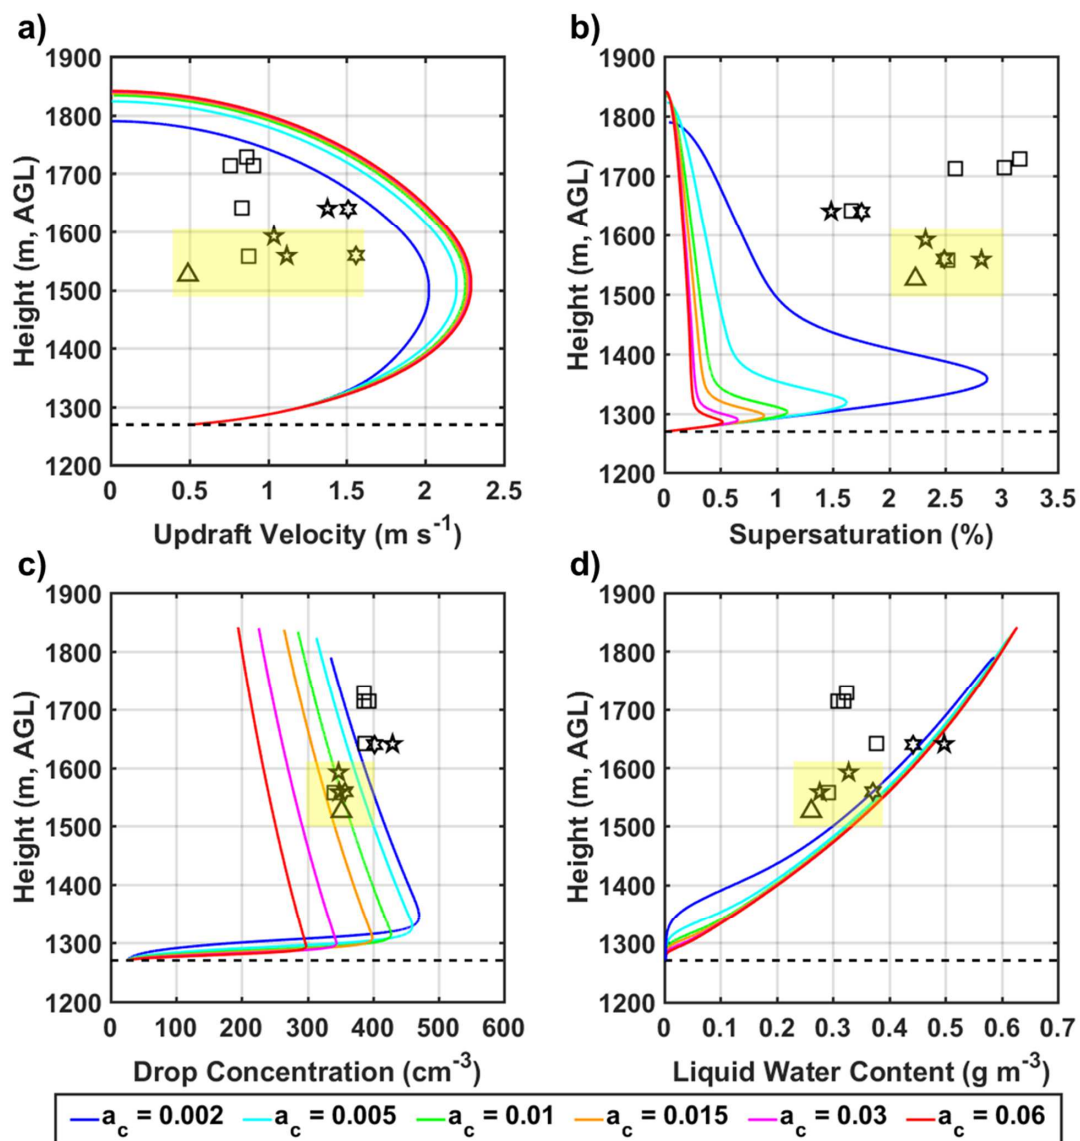 a)
1900
1800
1700
1600
1500
1400
1300
1200
Height (m, AGL)
0 0.5 1 1.5 2 2.5
Updraft Velocity (m s-1)
b)
1900
1800
1700
1600
1500
1400
1300
1200
Height (m, AGL)
0 0.5 1 1.5 2 2.5 3 3.5
Supersaturation (%)
c)
1900
1800
1700
1600
1500
1400
1300
1200
Height (m, AGL)
0 100 200 300 400 500 600
Drop Concentration (cm-3)
d)
1900
1800
1700
1600
1500
1400
1300
1200
Height (m, AGL)
0 0.1 0.2 0.3 0.4 0.5 0.6 0.7
Liquid Water Content (g m-3)
ac = 0.002 ac = 0.005 ac = 0.01 ac = 0.015 ac = 0.03 ac = 0.06